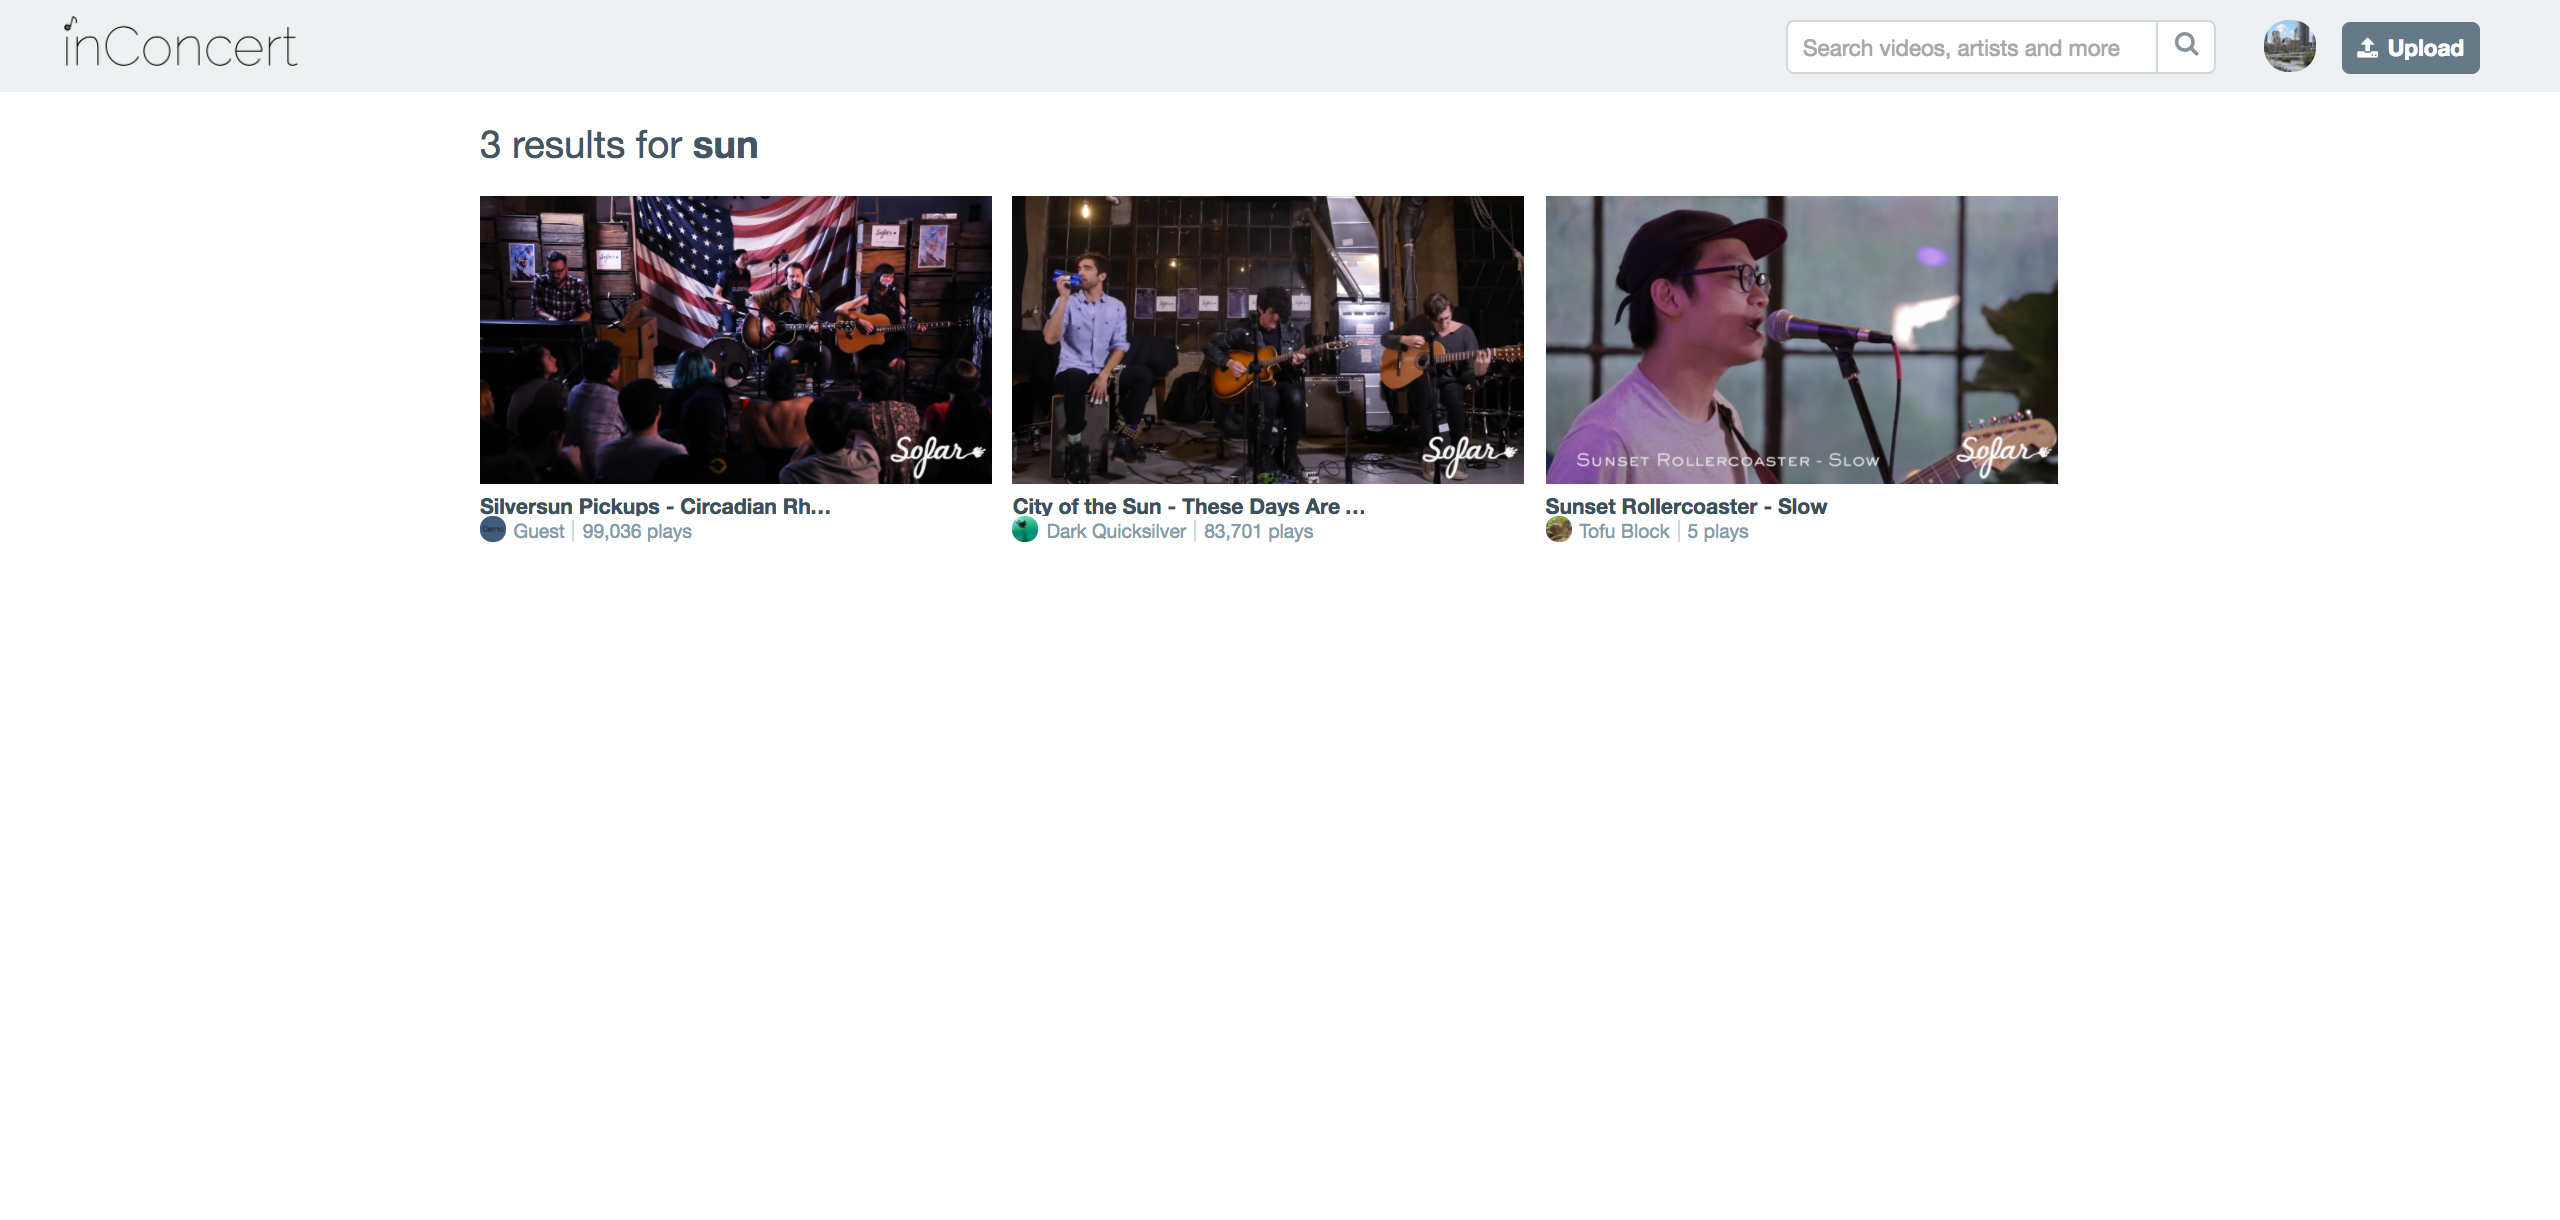 inConcert
Search videos, artists and more
Upload
3 results for sun
Sofar
Sofar
SUNSET ROLLERCOASTER - SLOW
Sofar
Silversun Pickups - Circadian Rh...
Guest | 99,036 plays
City of the Sun - These Days Are ...
Dark Quicksilver | 83,701 plays
Sunset Rollercoaster - Slow
Tofu Block | 5 plays